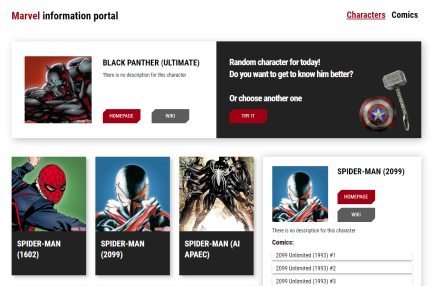 Marvel information portal
Characters Comics
BLACK PANTHER (ULTIMATE)
There is no description for this character
HOMEPAGE
WIKI
Random character for today!
Do you want to get to know him better?
Or choose another one
TRY IT
SPIDER-MAN
(1602)
SPIDER-MAN
(2099)
SPIDER-MAN (AI
APAEC)
SPIDER-MAN (2099)
HOMEPAGE
WIKI
There is no description for this character
Comics:
2099 Unlimited (1993) #1
2099 Unlimited (1993) #2
2099 Unlimited (1993) #3